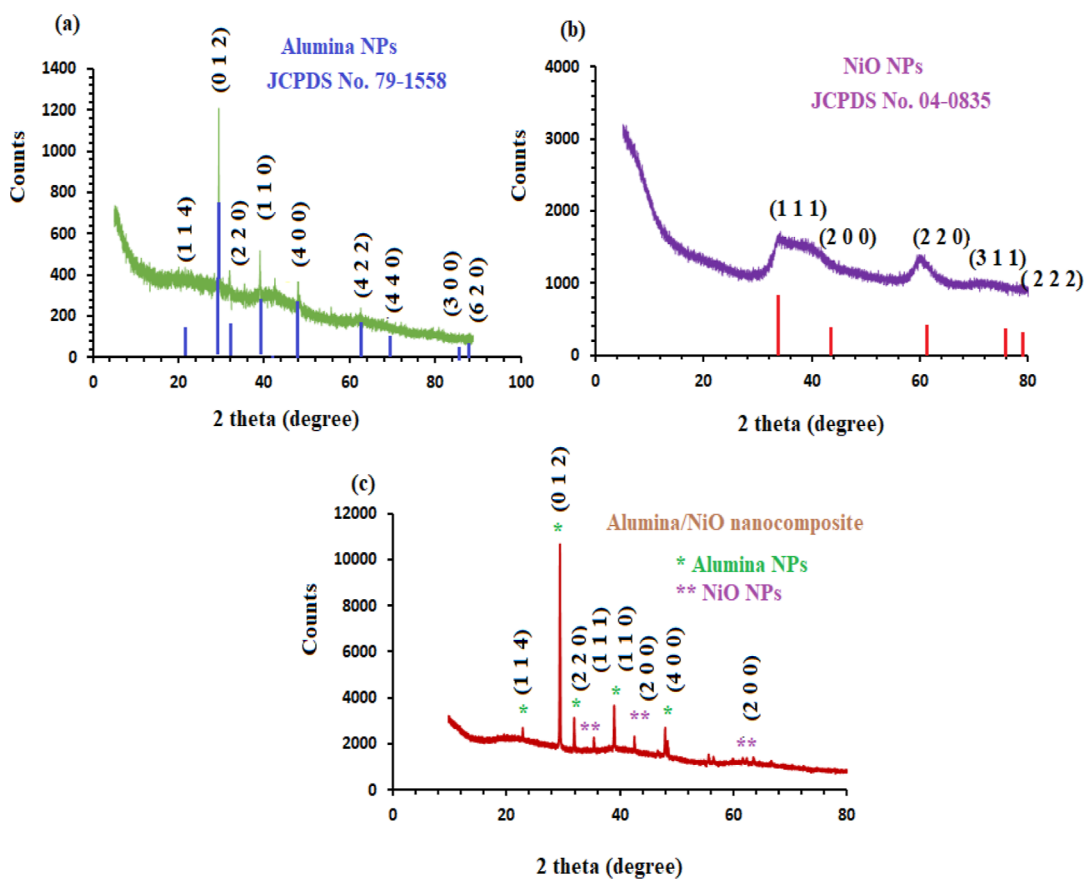 (a)
Alumina NPs
JCPDS No. 79-1558
(0 1 2)
(1 1 4)
(2 2 0)
(1 1 0)
(4 0 0)
(4 2 2)
(4 4 0)
(3 0 0)
(6 2 0)
Counts
1400
1200
1000
800
600
400
200
0
0 20 40 60 80 100
2 theta (degree)
(b)
NiO NPs
JCPDS No. 04-0835
(1 1 1)
(2 0 0)
(2 2 0)
(3 1 1)
(2 2 2)
Counts
4000
3000
2000
1000
0
0 20 40 60 80
2 theta (degree)
(c)
Alumina/NiO nanocomposite
* Alumina NPs
** NiO NPs
(1 1 4)
*
(0 1 2)
*
(2 2 0)
*
(1 1 1)
**
(1 1 0)
*
(2 0 0)
**
(4 0 0)
*
(2 0 0)
**
Counts
12000
10000
8000
6000
4000
2000
0
0 20 40 60 80
2 theta (degree)